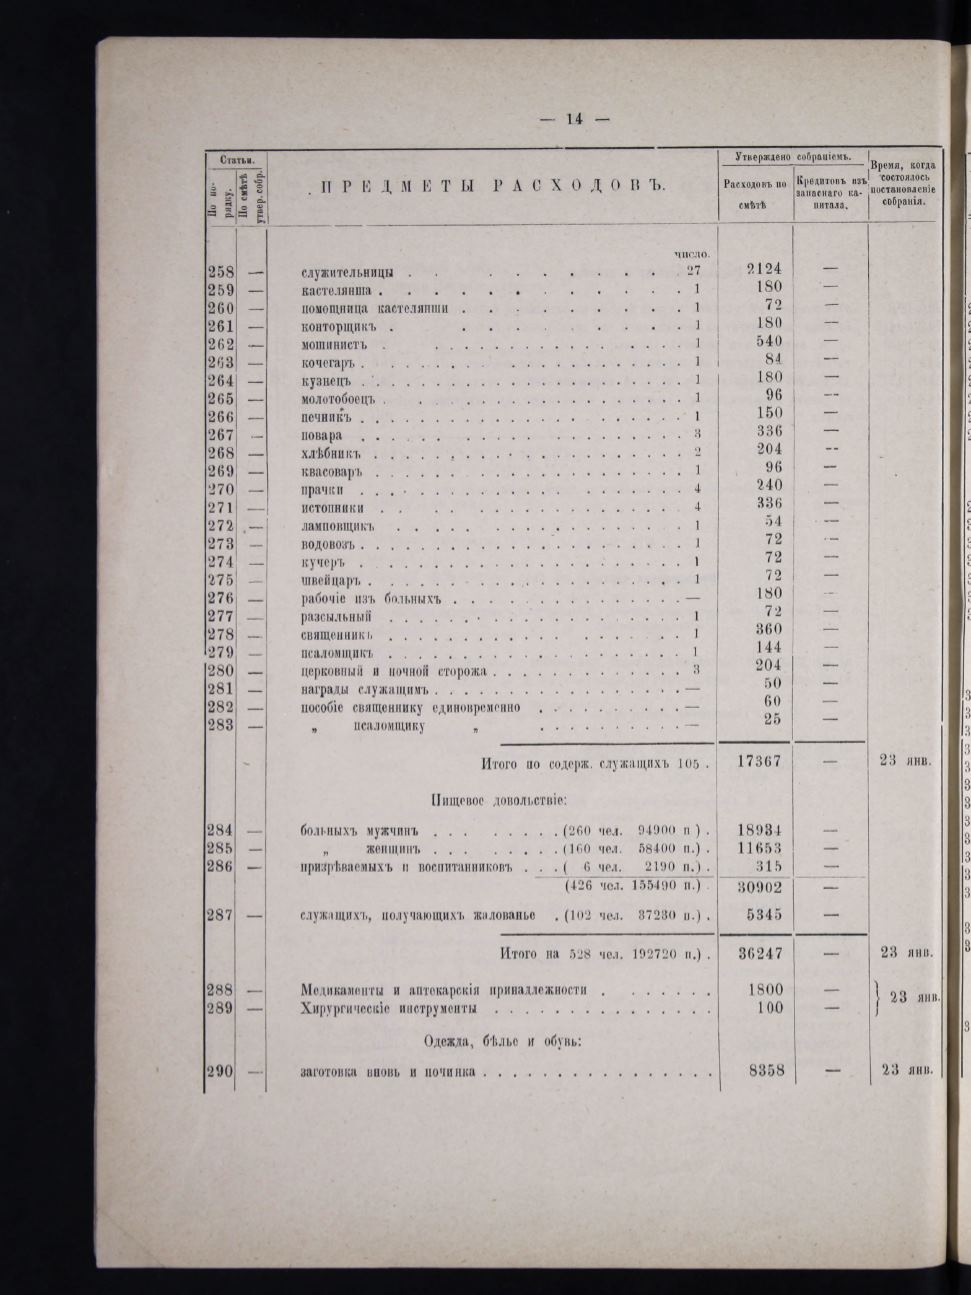 — 14 —
Статьи.
По по-
рядку.
По смѣтѣ
утвер. собр.
ПРЕДМЕТЫ РАСХОДОВЪ.
Утверждено собраніемъ.
Расходовъ по
смѣтѣ
Кредитовъ изъ
запаснаго ка-
питала.
Время, когда
состоялось
постановленіе
собранія.
число.
258 — служительницы . . . . . . . . . . 27 2124 —
259 — кастелянша . . . . . . . . . . . . 1 180 —
260 — помощница кастелянши . . . . . . . . . 1 72 —
261 — конторщикъ . . . . . . . . . . 1 180 —
262 — мошинистъ . . . . . . . . . . . . 1 540 —
263 — кочегаръ . . . . . . . . . . . . 1 84 —
264 — кузнецъ . . . . . . . . . . . . 1 180 —
265 — молотобоецъ . . . . . . . . . . . . 1 96 —
266 — печникъ . . . . . . . . . . . . 1 150 —
267 — повара . . . . . . . . . . . . 3 336 —
268 — хлѣбникъ . . . . . . . . . . . . 2 204 —
269 — квасоваръ . . . . . . . . . . . . 1 96 —
270 — прачки . . . . . . . . . . . . 4 240 —
271 — истопники . . . . . . . . . . . . 4 336 —
272 — ламповщикъ . . . . . . . . . . . . 1 54 —
273 — водовозъ . . . . . . . . . . . . 1 72 —
274 — кучеръ . . . . . . . . . . . . 1 72 —
275 — швейцаръ . . . . . . . . . . . . 1 72 —
276 — рабочіе изъ больныхъ . . . . . . . . . . — 180 —
277 — разсыльный . . . . . . . . . . . . 1 72 —
278 — священникъ . . . . . . . . . . . . 1 360 —
279 — псаломщикъ . . . . . . . . . . . . 1 144 —
280 — церковный и ночной сторожа . . . . . . . . . 3 204 —
281 — награды служащимъ . . . . . . . . . . — 50 —
282 — пособіе священнику единовременно . . . . . . . . — 60 —
283 — „ псаломщику „ . . . . . . . . — 25 —
Итого по содерж. служащихъ 105 . 17367 — 23 янв.
Пищевое довольствіе:
284 — больныхъ мужчинъ . . . . . . . . (260 чел. 94900 п ) . 18934 —
285 — „ женщинъ . . . . . . . . (160 чел. 58400 п.) . 11653 —
286 — призрѣваемыхъ и воспитанниковъ . . . ( 6 чел. 2190 п.) . 315 —
(426 чел. 155490 п.) . 30902 —
287 — служащихъ, получающихъ жалованье . (102 чел. 37230 п.) . 5345 —
Итого на 528 чел. 192720 п.) . 36247 — 23 янв.
288 — Медикаменты и аптекарскія принадлежности . . . . . . . 1800 —
} 23 янв.
289 — Хирургическіе инструменты . . . . . . . . . . . . 100 —
Одежда, бѣлье и обувь:
290 — заготовка вновь и починка . . . . . . . . . . . . . . . 8358 — 23 янв.